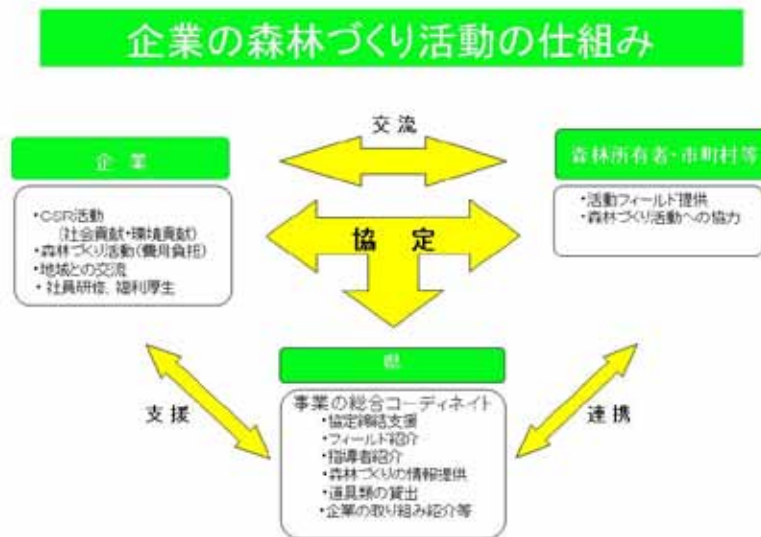 企業の森林づくり活動の仕組み
交流
企 業
森林所有者・市町村等
・CSR活動
(社会貢献・環境貢献)
・森林づくり活動(費用負担)
・地域との交流
・社員研修、福利厚生
・活動フィールド提供
・森林づくり活動への協力
協 定
県
支援
連携
事業の総合コーディネイト
・協定締結支援
・フィールド紹介
・指導者紹介
・森林づくりの情報提供
・道具類の貸出
・企業の取り組み紹介等